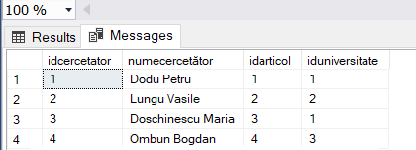 100 %
Results Messages
idcercetator numecercetător idarticol iduniversitate
1 1 Dodu Petru 1 1
2 2 Lungu Vasile 2 2
3 3 Doschinescu Maria 3 1
4 4 Ombun Bogdan 4 3